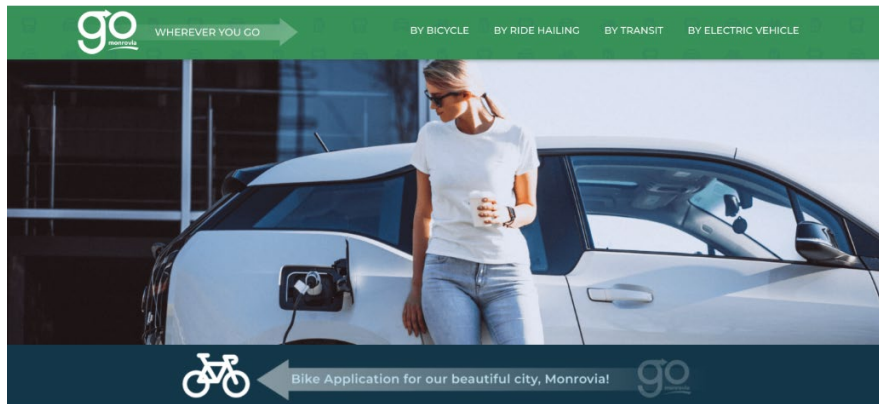 go
monrovia
WHEREVER YOU GO
BY BICYCLE BY RIDE HAILING BY TRANSIT BY ELECTRIC VEHICLE
Bike Application for our beautiful city, Monrovia!
go
monrovia